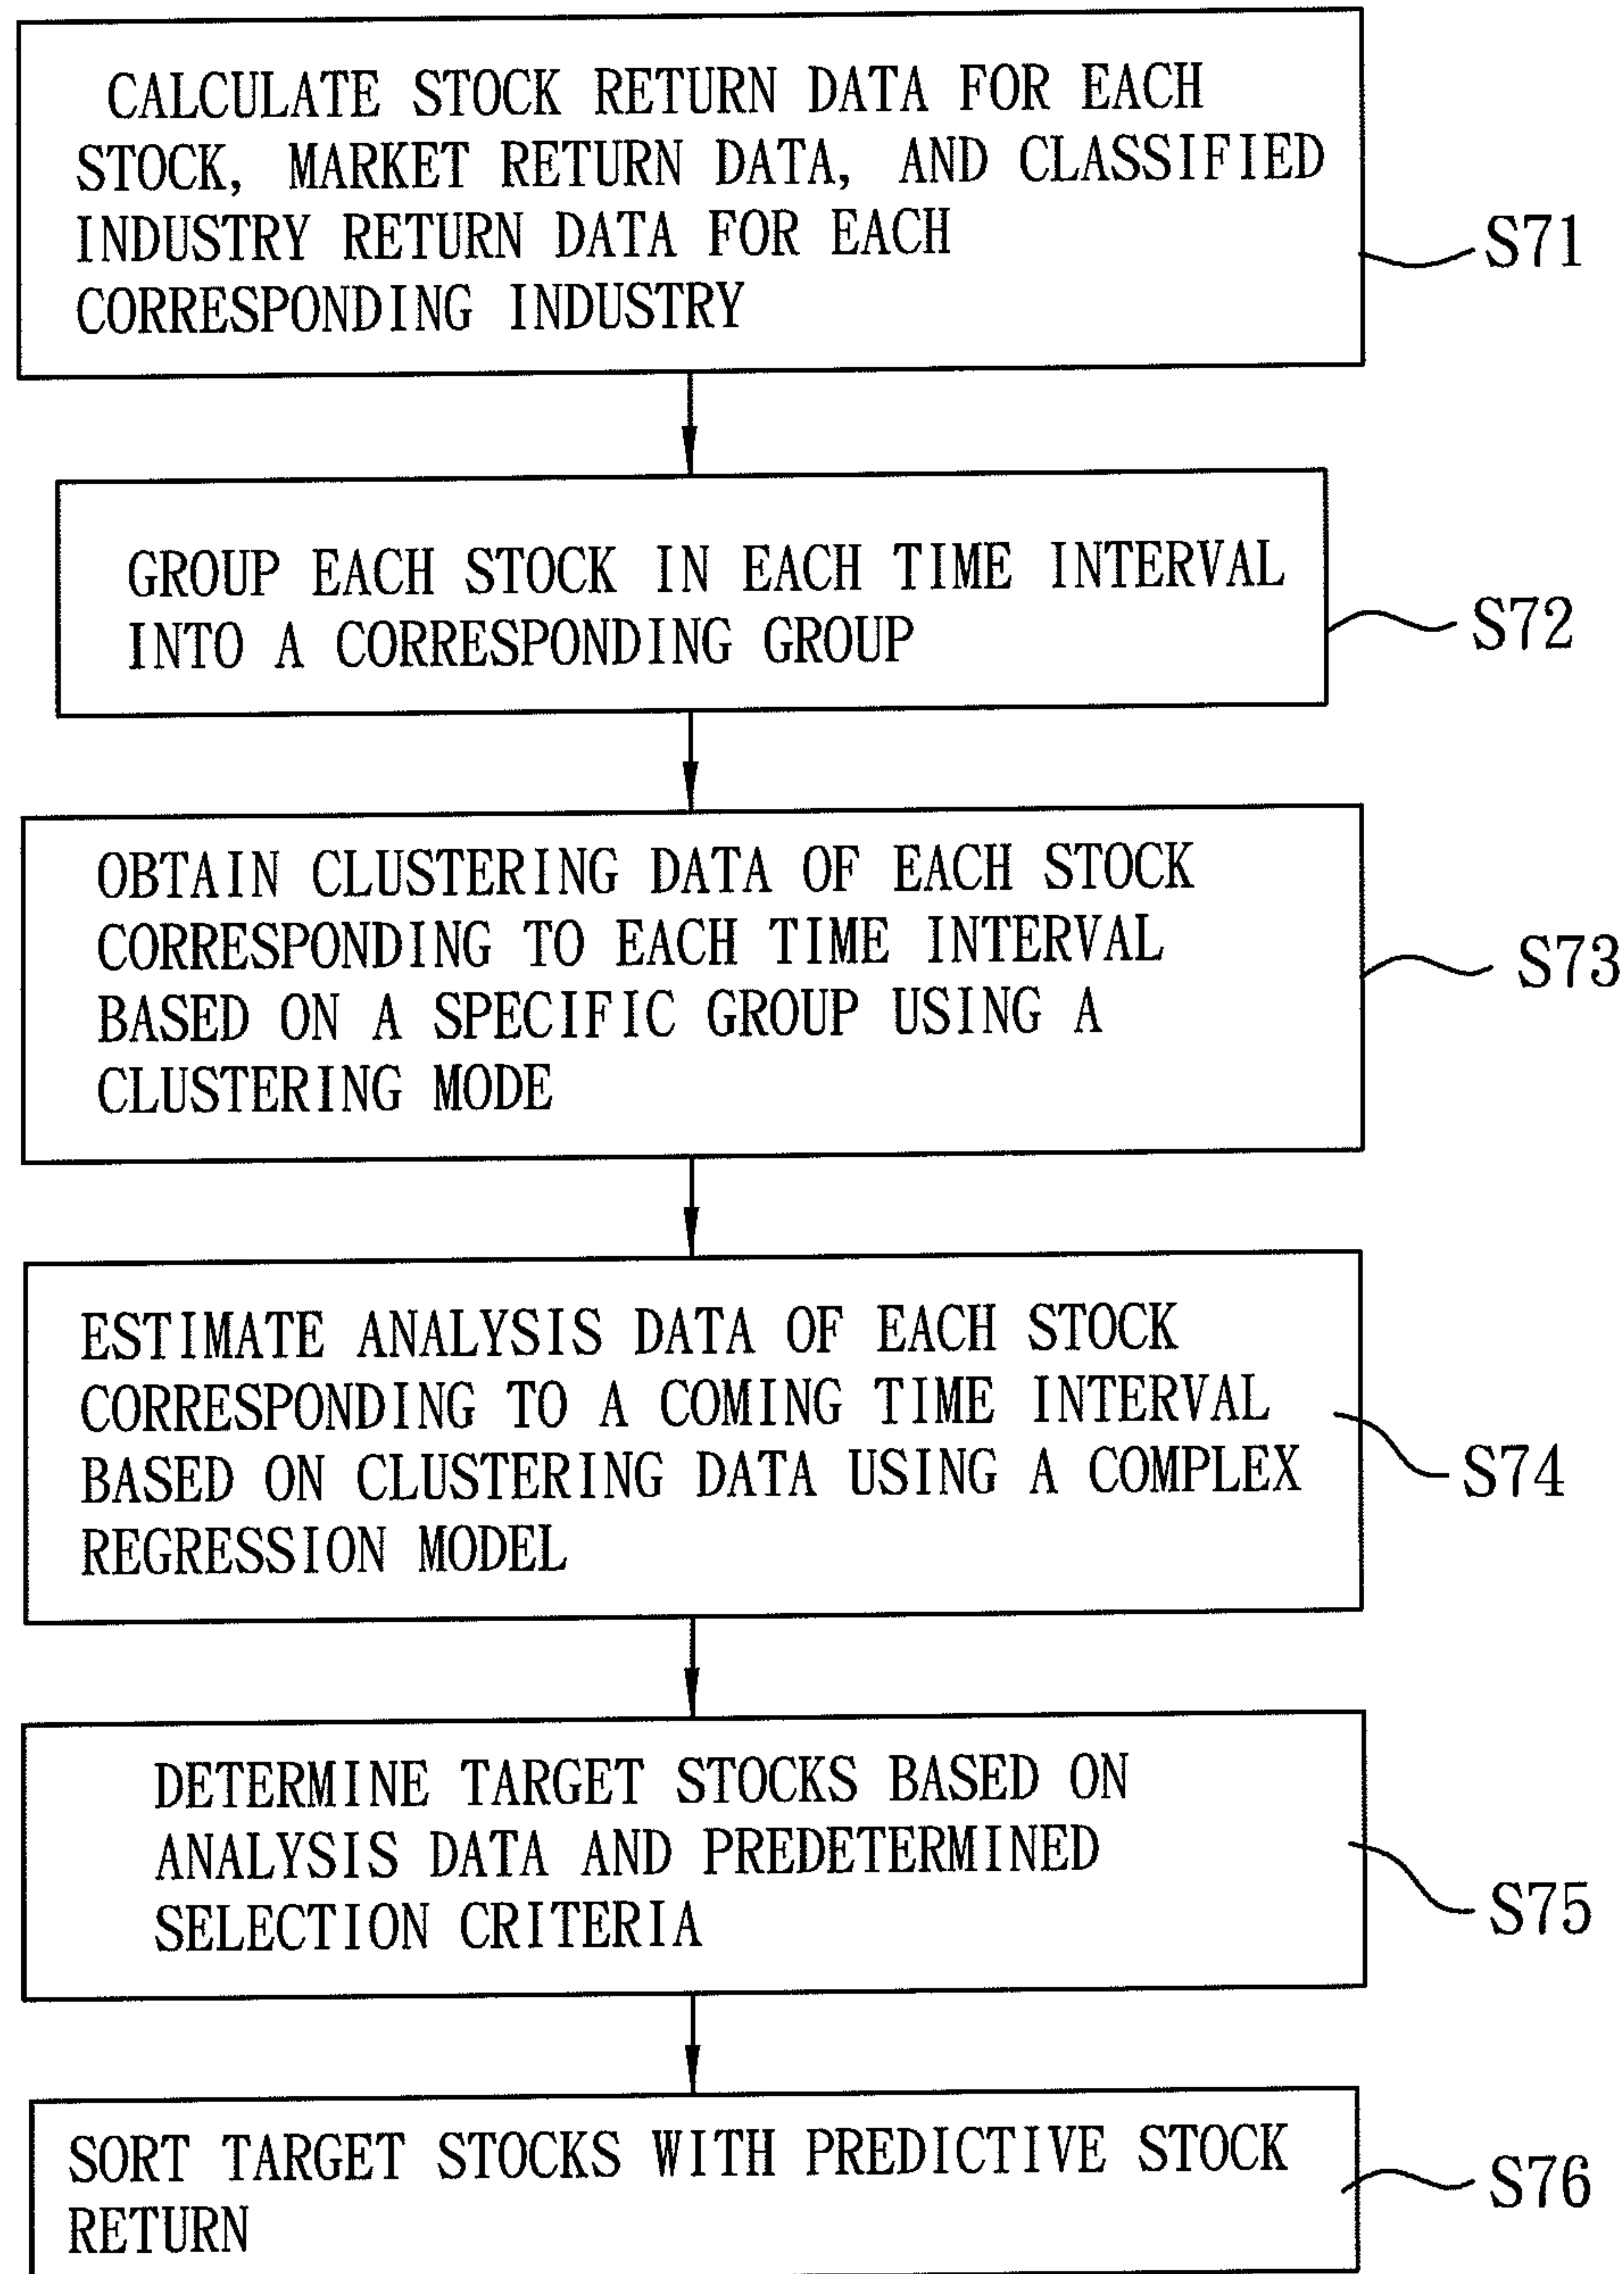 CALCULATE STOCK RETURN DATA FOR EACH
STOCK, MARKET RETURN DATA, AND CLASSIFIED
INDUSTRY RETURN DATA FOR EACH
CORRESPONDING INDUSTRY
S71
GROUP EACH STOCK IN EACH TIME INTERVAL
INTO A CORRESPONDING GROUP
S72
OBTAIN CLUSTERING DATA OF EACH STOCK
CORRESPONDING TO EACH TIME INTERVAL
BASED ON A SPECIFIC GROUP USING A
CLUSTERING MODE
S73
ESTIMATE ANALYSIS DATA OF EACH STOCK
CORRESPONDING TO A COMING TIME INTERVAL
BASED ON CLUSTERING DATA USING A COMPLEX
REGRESSION MODEL
S74
DETERMINE TARGET STOCKS BASED ON
ANALYSIS DATA AND PREDETERMINED
SELECTION CRITERIA
S75
SORT TARGET STOCKS WITH PREDICTIVE STOCK
RETURN
S76